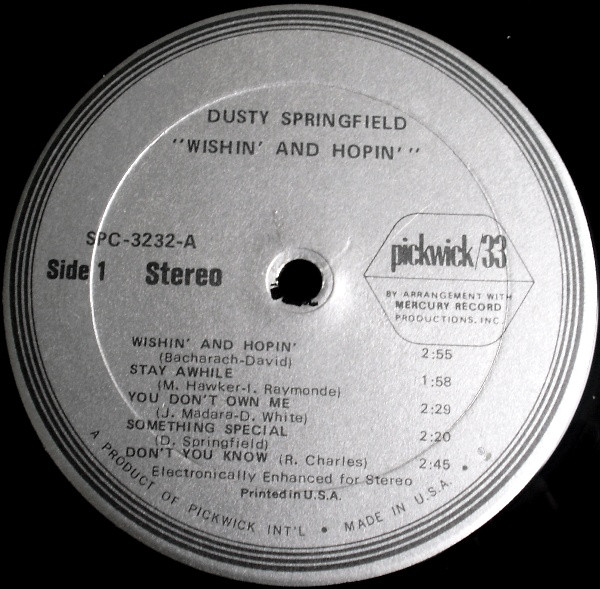 DUSTY SPRINGFIELD
"WISHIN' AND HOPIN'"
SPC-3232-A
Side 1 Stereo
pickwick/33
BY ARRANGEMENT WITH
MERCURY RECORD
PRODUCTIONS, INC.
WISHIN' AND HOPIN'
(Bacharach-David) 2:55
STAY AWHILE
(M. Hawker-I. Raymonde) 1:58
YOU DON'T OWN ME
(J. Madara-D. White) 2:29
SOMETHING SPECIAL
(D. Springfield) 2:20
DON'T YOU KNOW (R. Charles) 2:45
Electronically Enhanced for Stereo
Printed in U.S.A.
A PRODUCT OF PICKWICK INT'L • MADE IN U.S.A. •